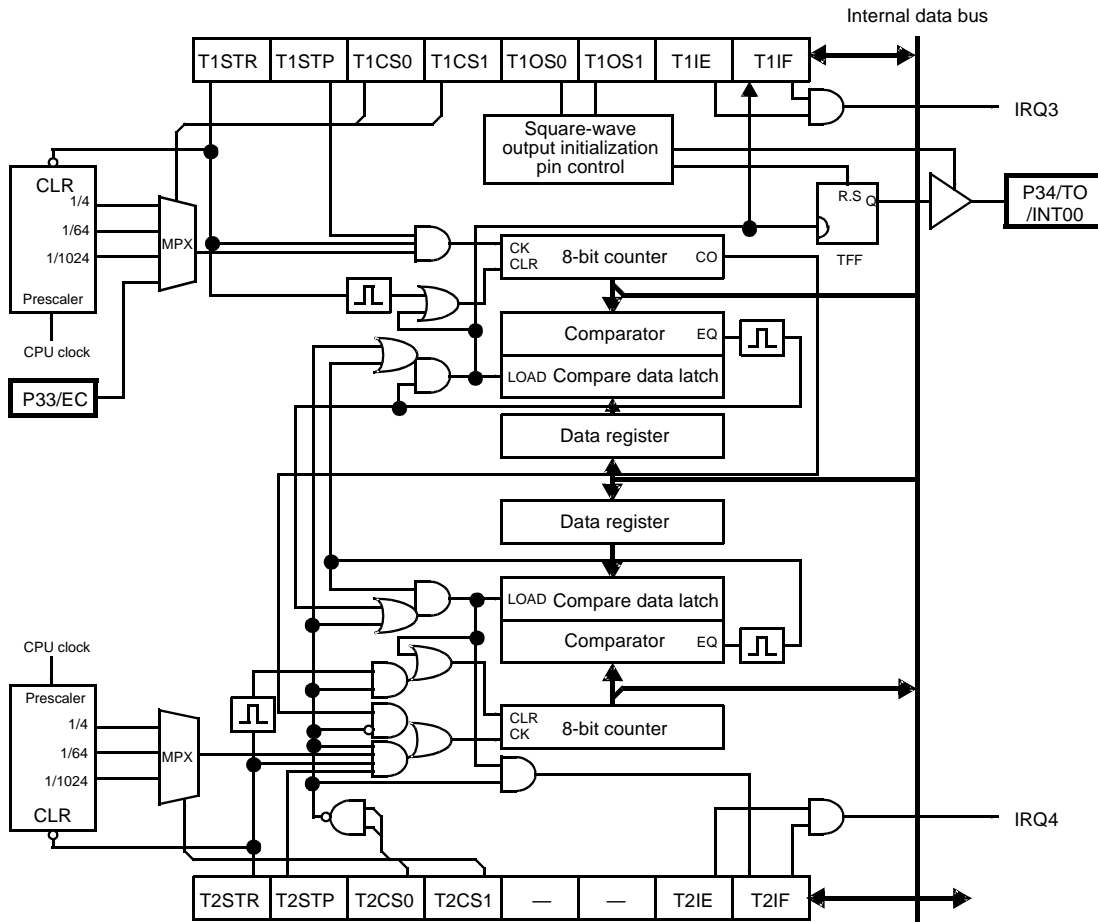 Internal data bus
T1STR T1STP T1CS0 T1CS1 T1OS0 T1OS1 T1IE T1IF
IRQ3
Square-wave
output initialization
pin control
CLR
1/4
1/64
1/1024
Prescaler
MPX
CPU clock
P33/EC
R.S
Q
TFF
P34/TO
/INT00
CK
CLR
8-bit counter
CO
Comparator
EQ
LOAD
Compare data latch
Data register
Data register
LOAD
Compare data latch
Comparator
EQ
CLR
CK
8-bit counter
CPU clock
Prescaler
1/4
1/64
1/1024
CLR
MPX
IRQ4
T2STR T2STP T2CS0 T2CS1 — — T2IE T2IF